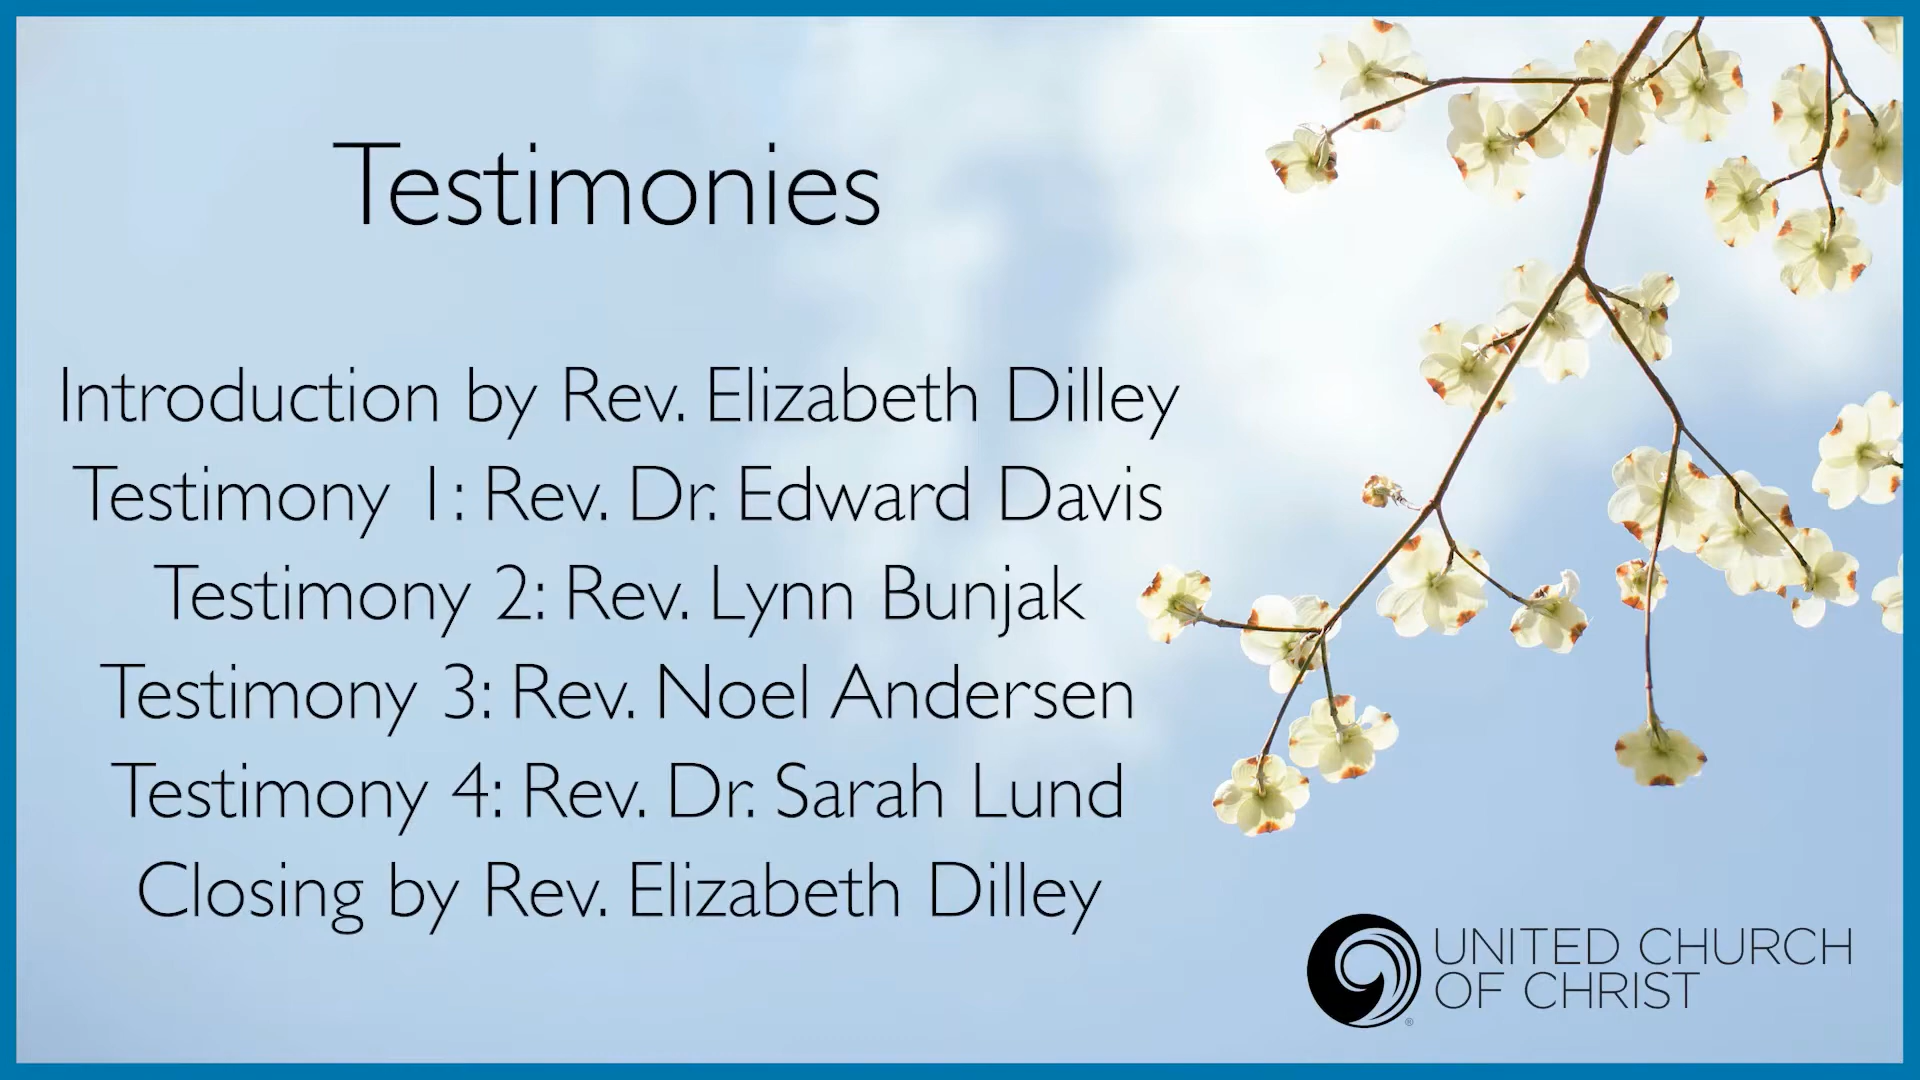 Testimonies
Introduction by Rev. Elizabeth Dilley
Testimony 1: Rev. Dr. Edward Davis
Testimony 2: Rev. Lynn Bunjak
Testimony 3: Rev. Noel Andersen
Testimony 4: Rev. Dr. Sarah Lund
Closing by Rev. Elizabeth Dilley
UNITED CHURCH
OF CHRIST
®